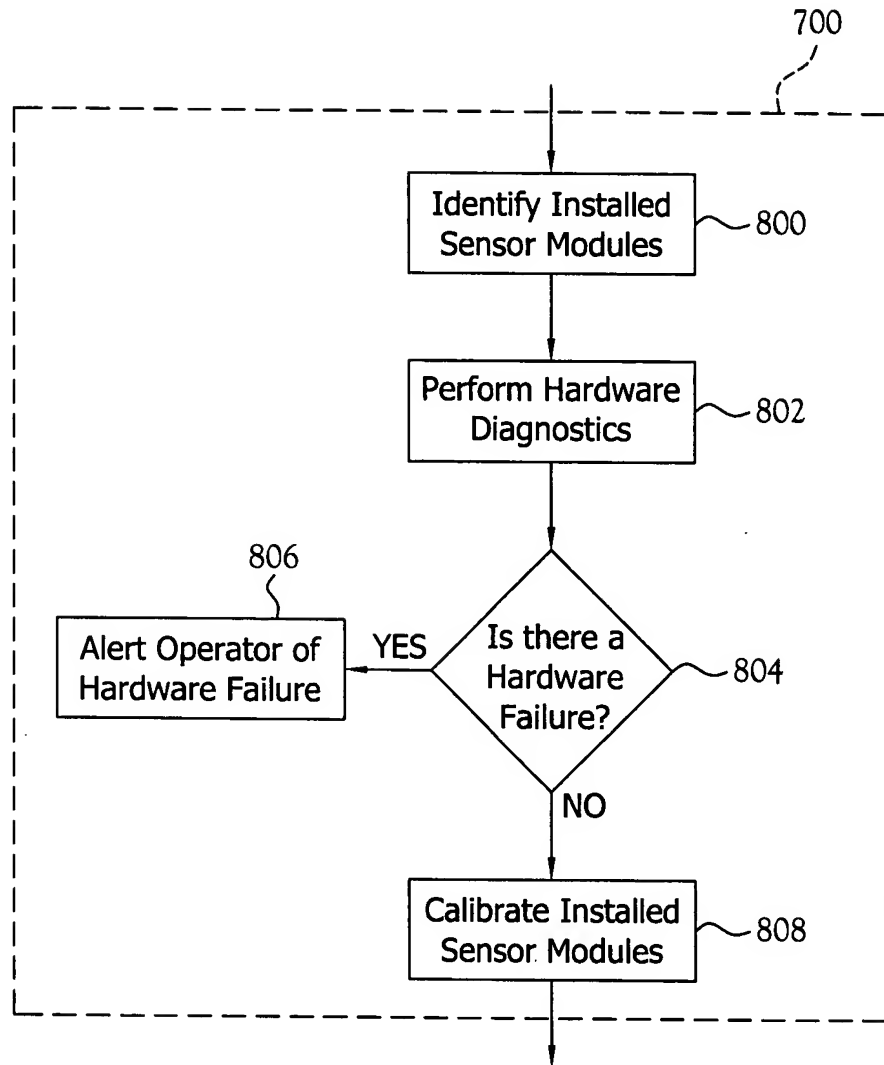 700
Identify Installed
Sensor Modules
800
Perform Hardware
Diagnostics
802
806
Alert Operator of
Hardware Failure
YES
Is there a
Hardware
Failure?
804
NO
Calibrate Installed
Sensor Modules
808